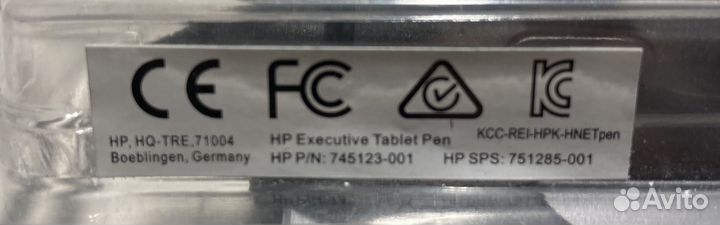 CE FC KC
KCC-REI-HPK-HNETpen
HP, HQ-TRE,71004 HP Executive Tablet Pen
Boeblingen, Germany HP P/N: 745123-001 HP SPS: 751285-001
Avito